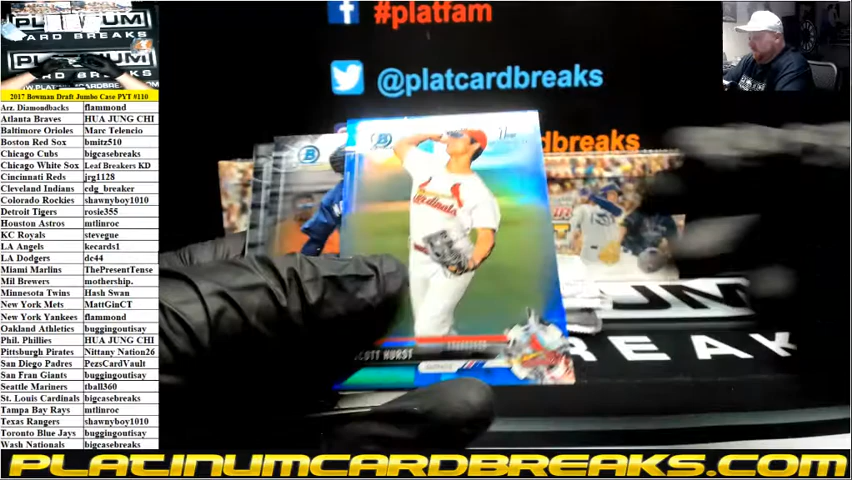 #platfam
@platcardbreaks
PLATINUM
CARD BREAKS
PLATINUM
2017 Bowman Draft Jumbo Case PYT #110
Arz. Diamondbacks flammond
Atlanta Braves HUA JUNG CHI
Baltimore Orioles Marc Telencio
Boston Red Sox bmitz510
Chicago Cubs bigcasebreaks
Chicago White Sox Leaf Breakers KD
Cincinnati Reds jrg1128
Cleveland Indians cdg_breaker
Colorado Rockies shawnyboy1010
Detroit Tigers rosie355
Houston Astros mtlinroc
KC Royals stevegue
LA Angels kecards1
LA Dodgers dc44
Miami Marlins ThePresentTense
Mil Brewers mothership.
Minnesota Twins Hash Swan
New York Mets MattGinCT
New York Yankees flammond
Oakland Athletics buggingoutisay
Phil. Phillies HUA JUNG CHI
Pittsburgh Pirates Nittany Nation26
San Diego Padres PezsCardVault
San Fran Giants buggingoutisay
Seattle Mariners tball360
St. Louis Cardinals bigcasebreaks
Tampa Bay Rays mtlinroc
Texas Rangers shawnyboy1010
Toronto Blue Jays buggingoutisay
Wash Nationals bigcasebreaks
cardbreaks
Cardinals
SCOTT HURST
BREAK
PLATINUMCARDBREAKS.COM